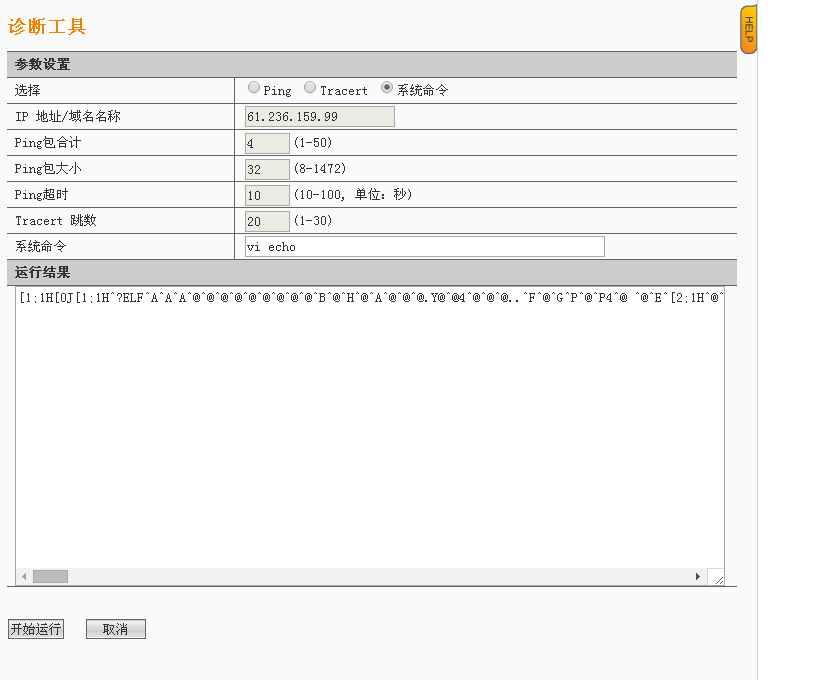 诊断工具
HELP
参数设置
选择 Ping Tracert 系统命令
IP 地址/域名名称 61.236.159.99
Ping包合计 4 (1-50)
Ping包大小 32 (8-1472)
Ping超时 10 (10-100, 单位: 秒)
Tracert 跳数 20 (1-30)
系统命令 vi echo
运行结果
[1;1H[0J[1;1H^?ELF^A^A^A^@^@^@^@^@^@^@^@^@^B^@^H^@^A^@^@^@.Y@^@4^@^@^@..^F^@^G^P^@^P4^@ ^@^E^[2;1H^@^
开始运行 取消